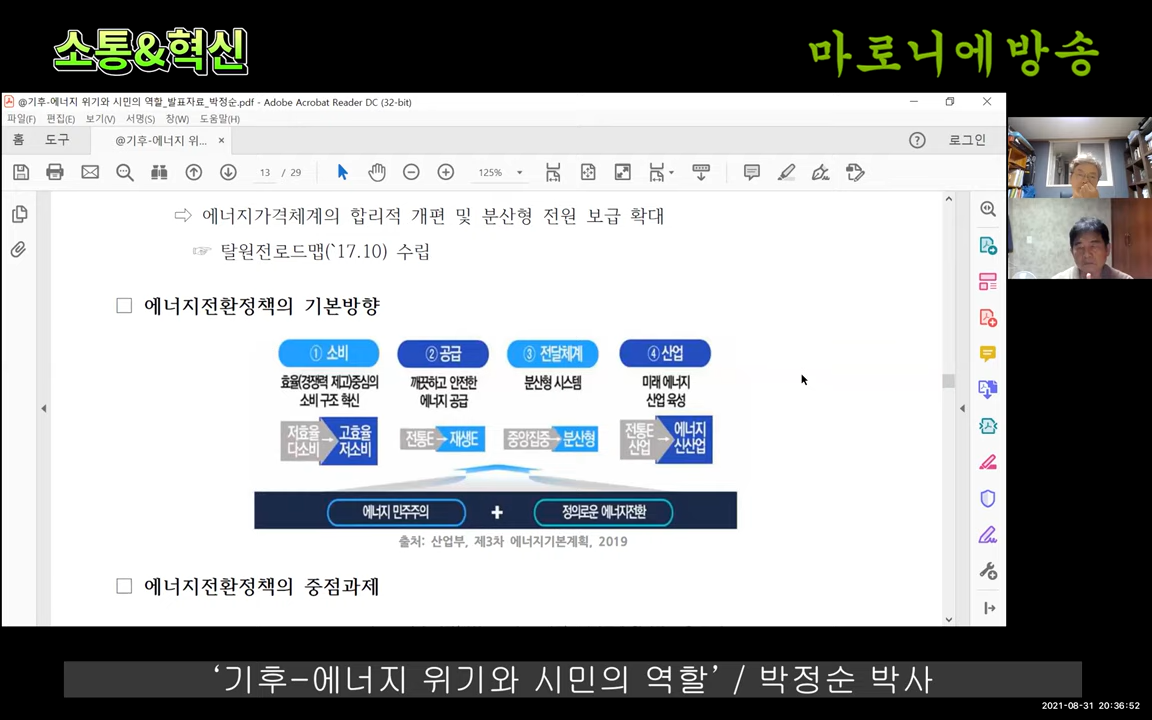 소통&혁신
마로니에방송
@기후-에너지 위기와 시민의 역할_발표자료_박정순.pdf - Adobe Acrobat Reader DC (32-bit)
파일(F) 편집(E) 보기(V) 서명(S) 창(W) 도움말(H)
홈 도구 @기후-에너지 위... × 로그인
13 / 29 125%
⇨ 에너지가격체계의 합리적 개편 및 분산형 전원 보급 확대
☞ 탈원전로드맵(`17.10) 수립
□ 에너지전환정책의 기본방향
① 소비 ② 공급 ③ 전달체계 ④ 산업
효율(경쟁력 제고)중심의 깨끗하고 안전한 분산형 시스템 미래 에너지
소비 구조 혁신 에너지 공급 산업 육성
저효율 → 고효율 전통E → 재생E 중앙집중 → 분산형 전통E → 에너지
다소비 저소비 산업 신산업
에너지 민주주의 + 정의로운 에너지전환
출처: 산업부, 제3차 에너지기본계획, 2019
□ 에너지전환정책의 중점과제
‘기후-에너지 위기와 시민의 역할’ / 박정순 박사
2021-08-31 20:36:52